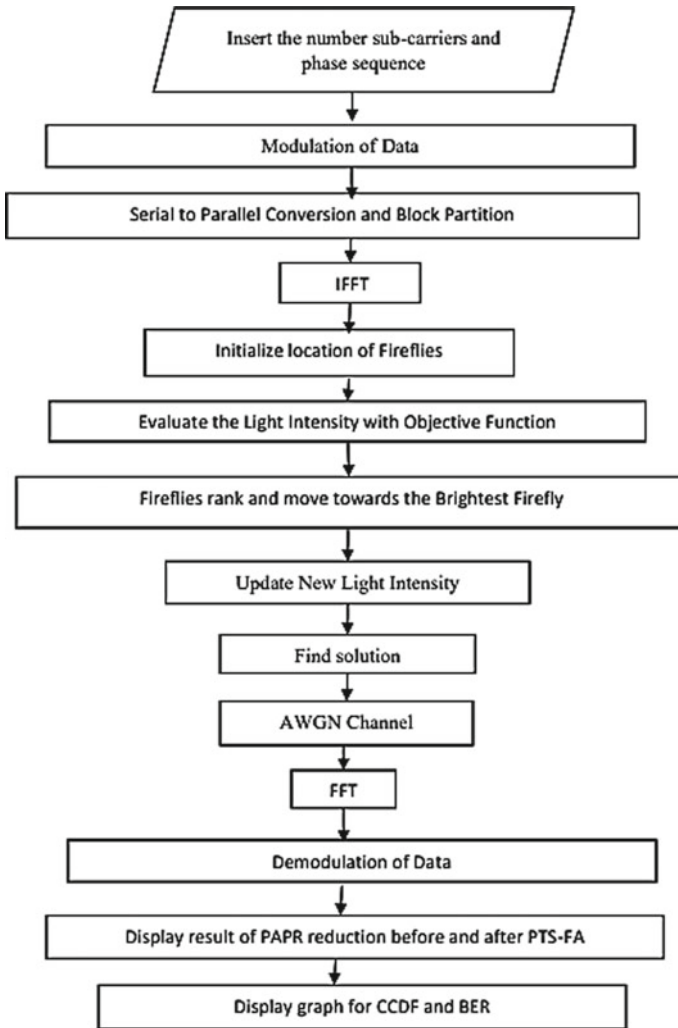 Insert the number sub-carriers and
phase sequence
Modulation of Data
Serial to Parallel Conversion and Block Partition
IFFT
Initialize location of Fireflies
Evaluate the Light Intensity with Objective Function
Fireflies rank and move towards the Brightest Firefly
Update New Light Intensity
Find solution
AWGN Channel
FFT
Demodulation of Data
Display result of PAPR reduction before and after PTS-FA
Display graph for CCDF and BER